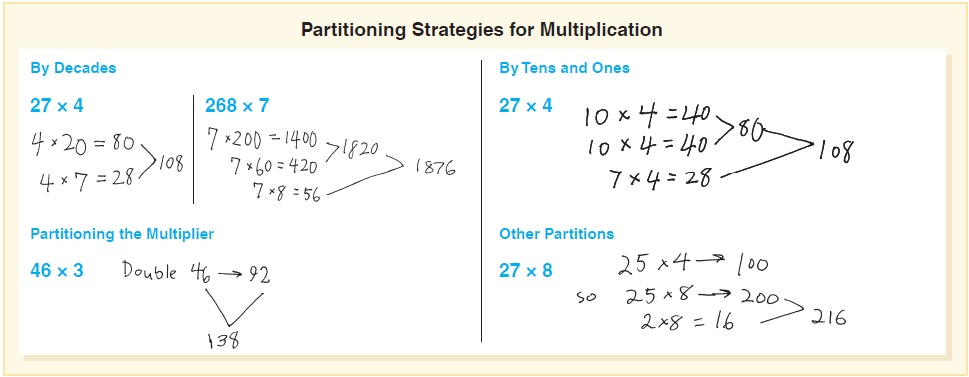 Partitioning Strategies for Multiplication
By Decades
27 × 4
4 × 20 = 80
4 × 7 = 28
108
268 × 7
7 × 200 = 1400
7 × 60 = 420
1820
7 × 8 = 56
1876
By Tens and Ones
27 × 4
10 × 4 = 40
10 × 4 = 40
80
7 × 4 = 28
108
Partitioning the Multiplier
46 × 3
Double 46 → 92
138
Other Partitions
27 × 8
25 × 4 → 100
so 25 × 8 → 200
2 × 8 = 16
216